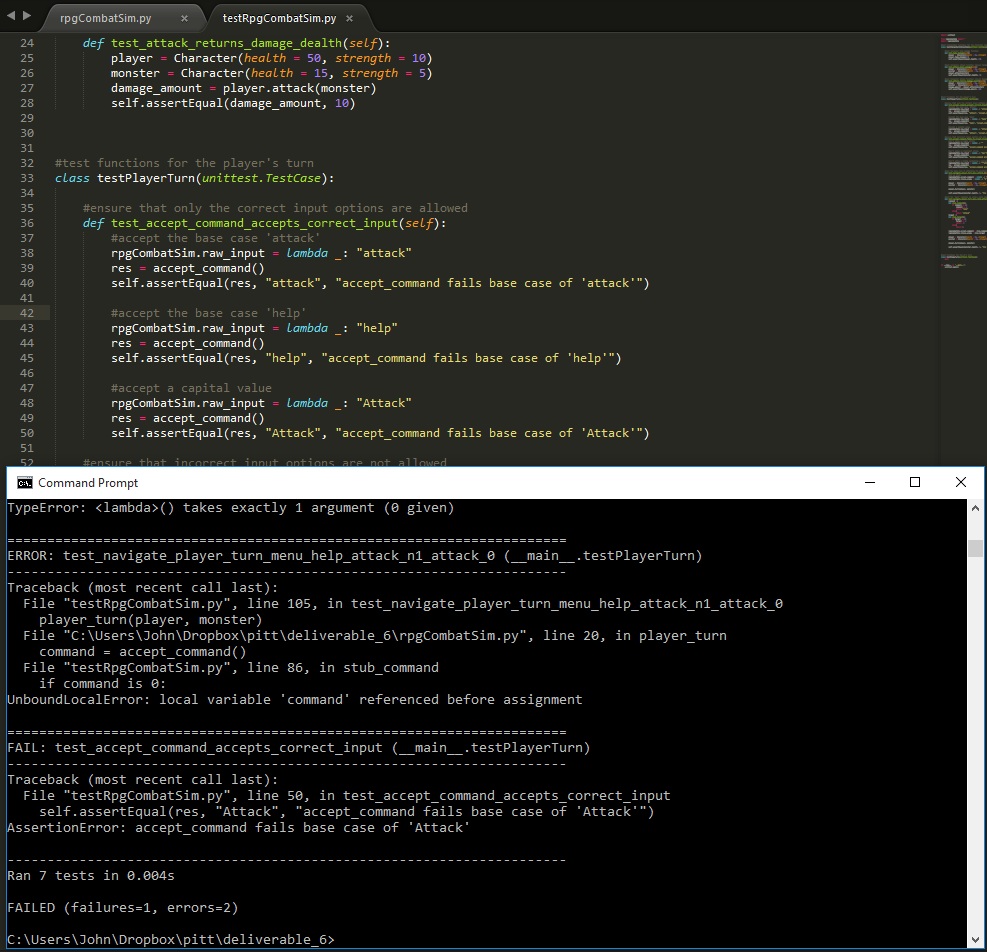 rpgCombatSim.py × testRpgCombatSim.py ×
24 def test_attack_returns_damage_dealth(self):
25 player = Character(health = 50, strength = 10)
26 monster = Character(health = 15, strength = 5)
27 damage_amount = player.attack(monster)
28 self.assertEqual(damage_amount, 10)
29
30
31
32 #test functions for the player's turn
33 class testPlayerTurn(unittest.TestCase):
34
35 #ensure that only the correct input options are allowed
36 def test_accept_command_accepts_correct_input(self):
37 #accept the base case 'attack'
38 rpgCombatSim.raw_input = lambda _: "attack"
39 res = accept_command()
40 self.assertEqual(res, "attack", "accept_command fails base case of 'attack'")
41
42 #accept the base case 'help'
43 rpgCombatSim.raw_input = lambda _: "help"
44 res = accept_command()
45 self.assertEqual(res, "help", "accept_command fails base case of 'help'")
46
47 #accept a capital value
48 rpgCombatSim.raw_input = lambda _: "Attack"
49 res = accept_command()
50 self.assertEqual(res, "Attack", "accept_command fails base case of 'Attack'")
51
52 #ensure that incorrect input options are not allowed
C:\. Command Prompt
TypeError: <lambda>() takes exactly 1 argument (0 given)
======================================================================
ERROR: test_navigate_player_turn_menu_help_attack_n1_attack_0 (__main__.testPlayerTurn)
----------------------------------------------------------------------
Traceback (most recent call last):
File "testRpgCombatSim.py", line 105, in test_navigate_player_turn_menu_help_attack_n1_attack_0
player_turn(player, monster)
File "C:\Users\John\Dropbox\pitt\deliverable_6\rpgCombatSim.py", line 20, in player_turn
command = accept_command()
File "testRpgCombatSim.py", line 86, in stub_command
if command is 0:
UnboundLocalError: local variable 'command' referenced before assignment
======================================================================
FAIL: test_accept_command_accepts_correct_input (__main__.testPlayerTurn)
----------------------------------------------------------------------
Traceback (most recent call last):
File "testRpgCombatSim.py", line 50, in test_accept_command_accepts_correct_input
self.assertEqual(res, "Attack", "accept_command fails base case of 'Attack'")
AssertionError: accept_command fails base case of 'Attack'
----------------------------------------------------------------------
Ran 7 tests in 0.004s
FAILED (failures=1, errors=2)
C:\Users\John\Dropbox\pitt\deliverable_6>